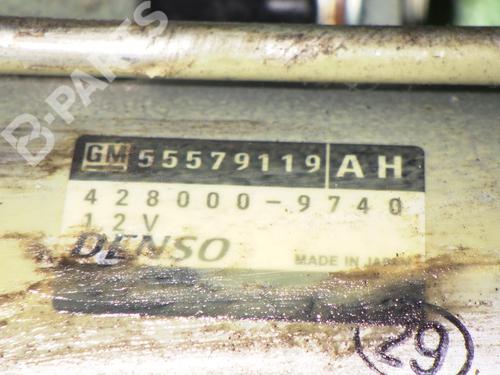 B-PARTS
GM 55579119 AH
428000-9740
12V
DENSO
MADE IN JAPAN
29